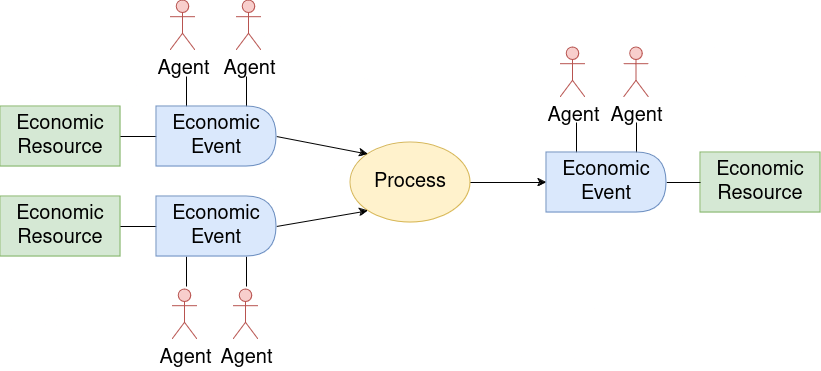 Agent Agent
Economic
Resource
Economic
Event
Economic
Resource
Economic
Event
Agent Agent
Process
Agent Agent
Economic
Event
Economic
Resource